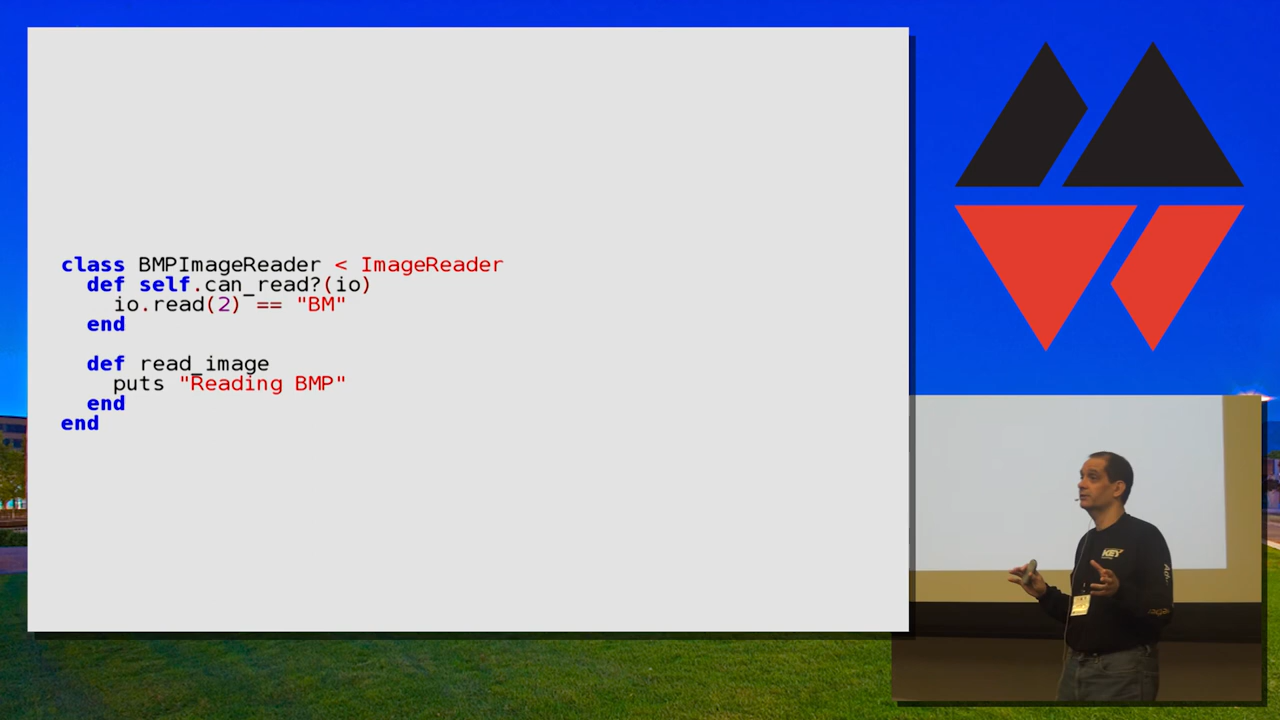 class BMPImageReader < ImageReader
  def self.can_read?(io)
    io.read(2) == "BM"
  end

  def read_image
    puts "Reading BMP"
  end
end
KEY